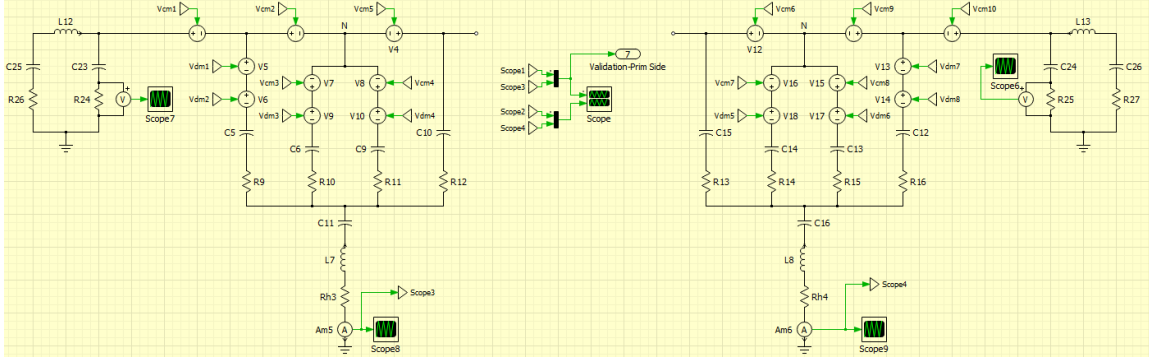 Vcm1
Vcm2
Vcm5
Vcm6
Vcm9
Vcm10
L12
N
V4
V12
N
L13
C25
C23
Vdm1
V5
Scope1
Scope3
7
Validation-Prim Side
V13
Vdm7
C24
C26
R26
R24
V
Scope7
Vdm2
V6
Vcm3
V7
V8
Vcm4
Scope
Vcm7
V16
V15
Vcm8
V14
Vdm8
Scope6
V
R25
R27
C5
Vdm3
V9
V10
Vdm4
C10
Scope2
Scope4
C15
Vdm5
V18
V17
Vdm6
C12
C6
C9
C14
C13
R9
R10
R11
R12
R13
R14
R15
R16
C11
C16
L7
L8
Rh3
Scope3
Rh4
Scope4
Am5
A
Scope8
Am6
A
Scope9